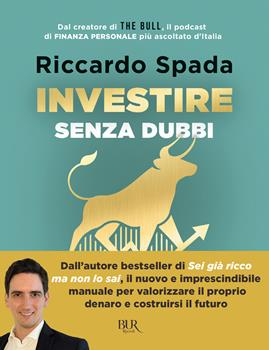 Dal creatore di THE BULL, il podcast
di FINANZA PERSONALE più ascoltato d'Italia
Riccardo Spada
INVESTIRE
SENZA DUBBI
Dall'autore bestseller di Sei già ricco
ma non lo sai, il nuovo e imprescindibile
manuale per valorizzare il proprio
denaro e costruirsi il futuro
BUR
Rizzoli